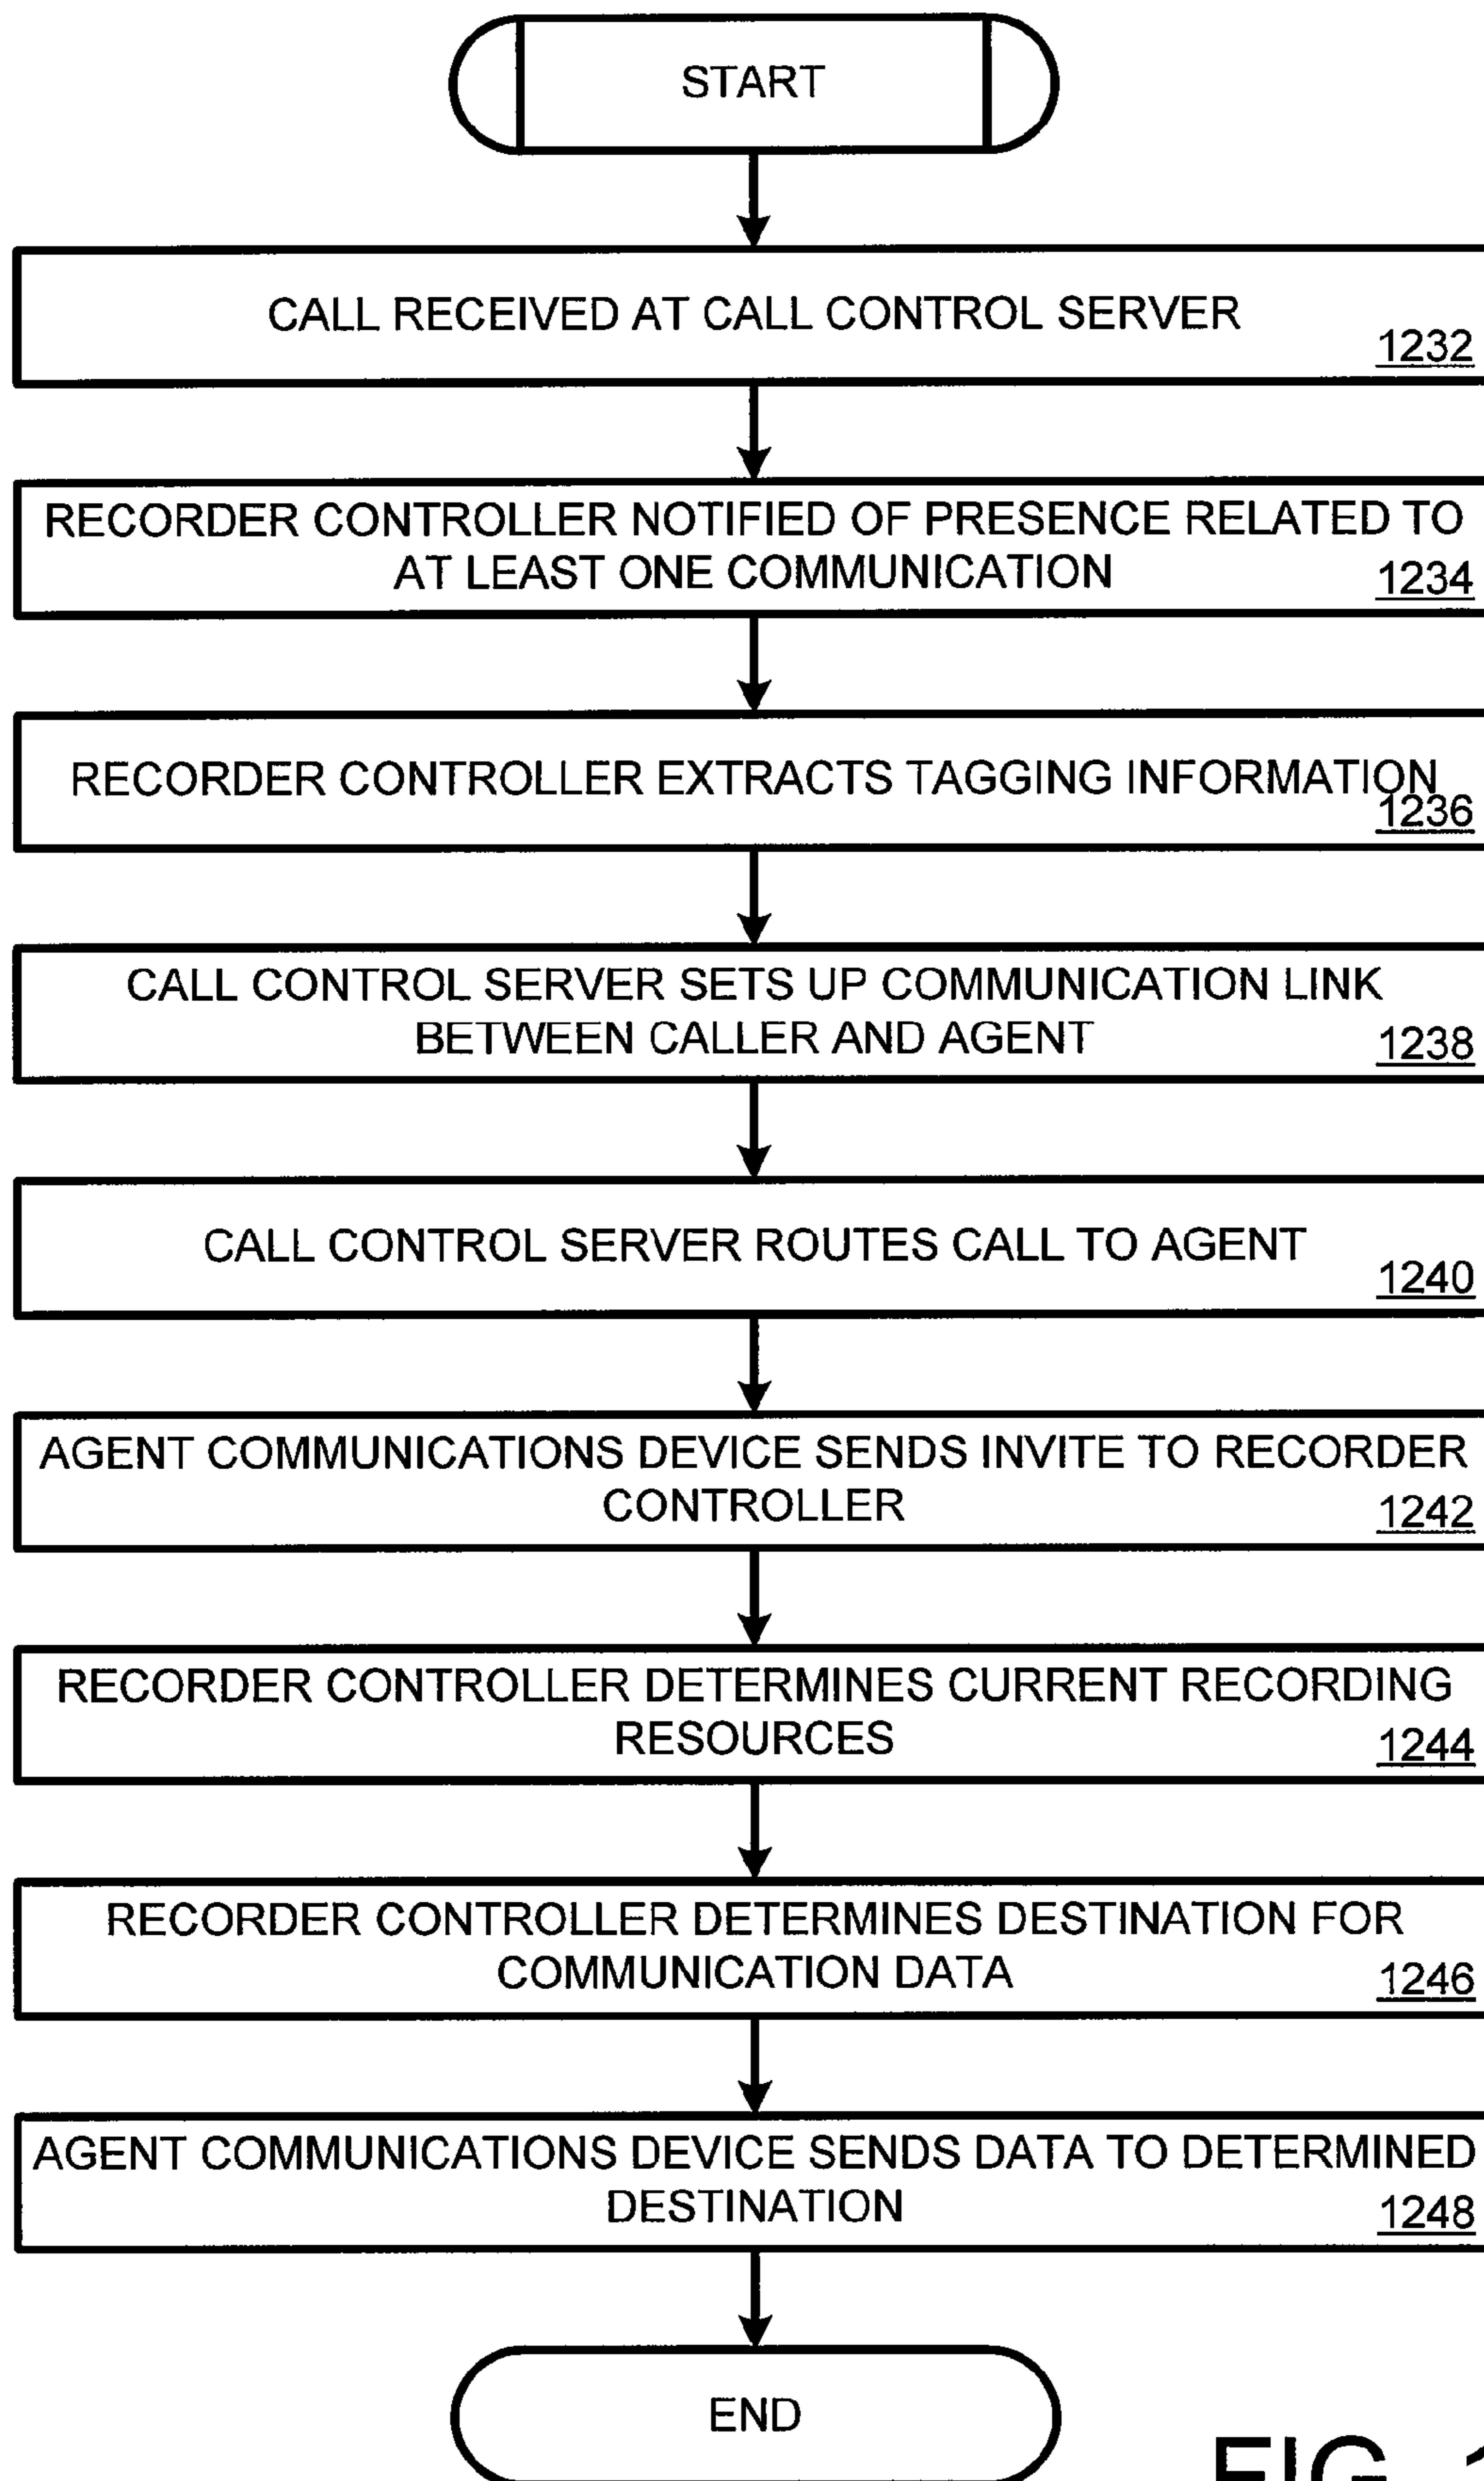 START
CALL RECEIVED AT CALL CONTROL SERVER
1232
RECORDER CONTROLLER NOTIFIED OF PRESENCE RELATED TO
AT LEAST ONE COMMUNICATION
1234
RECORDER CONTROLLER EXTRACTS TAGGING INFORMATION
1236
CALL CONTROL SERVER SETS UP COMMUNICATION LINK
BETWEEN CALLER AND AGENT
1238
CALL CONTROL SERVER ROUTES CALL TO AGENT
1240
AGENT COMMUNICATIONS DEVICE SENDS INVITE TO RECORDER
CONTROLLER
1242
RECORDER CONTROLLER DETERMINES CURRENT RECORDING
RESOURCES
1244
RECORDER CONTROLLER DETERMINES DESTINATION FOR
COMMUNICATION DATA
1246
AGENT COMMUNICATIONS DEVICE SENDS DATA TO DETERMINED
DESTINATION
1248
END
FIG.